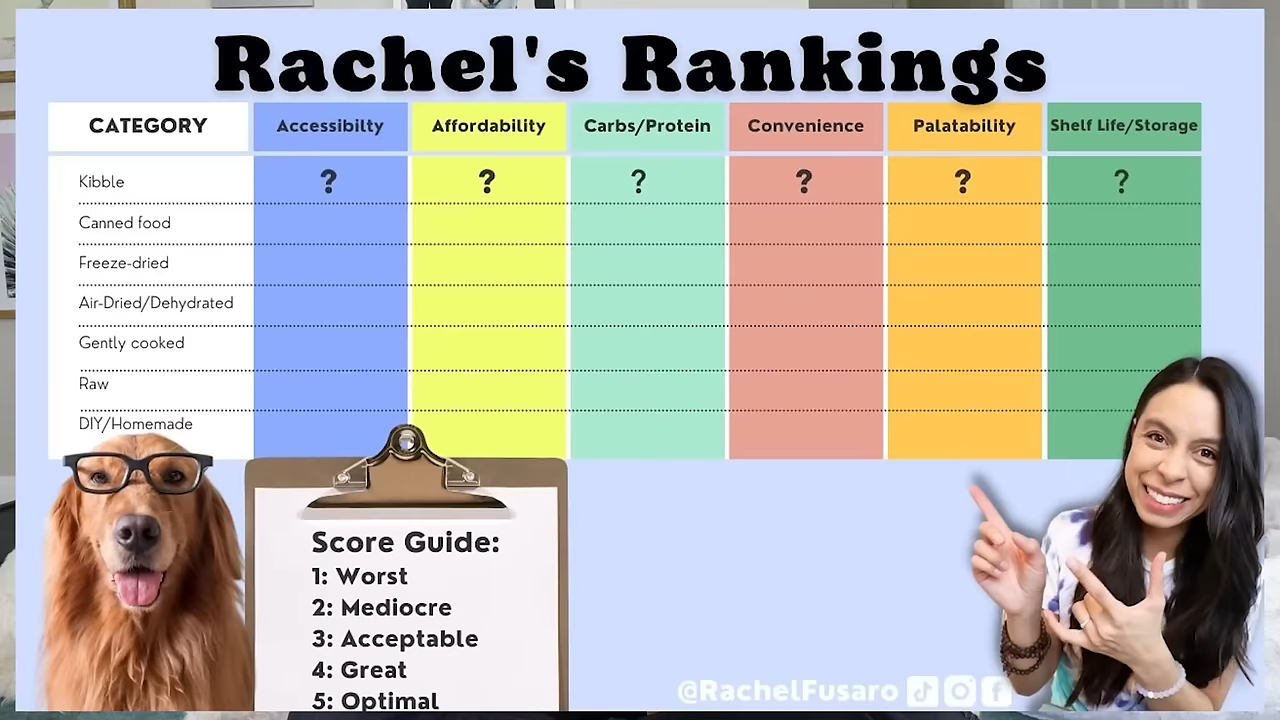 Rachel's Rankings
CATEGORY Accessibilty Affordability Carbs/Protein Convenience Palatability Shelf Life/Storage
Kibble ? ? ? ? ? ?
Canned food
Freeze-dried
Air-Dried/Dehydrated
Gently cooked
Raw
DIY/Homemade
Score Guide:
1: Worst
2: Mediocre
3: Acceptable
4: Great
5: Optimal
@RachelFusaro